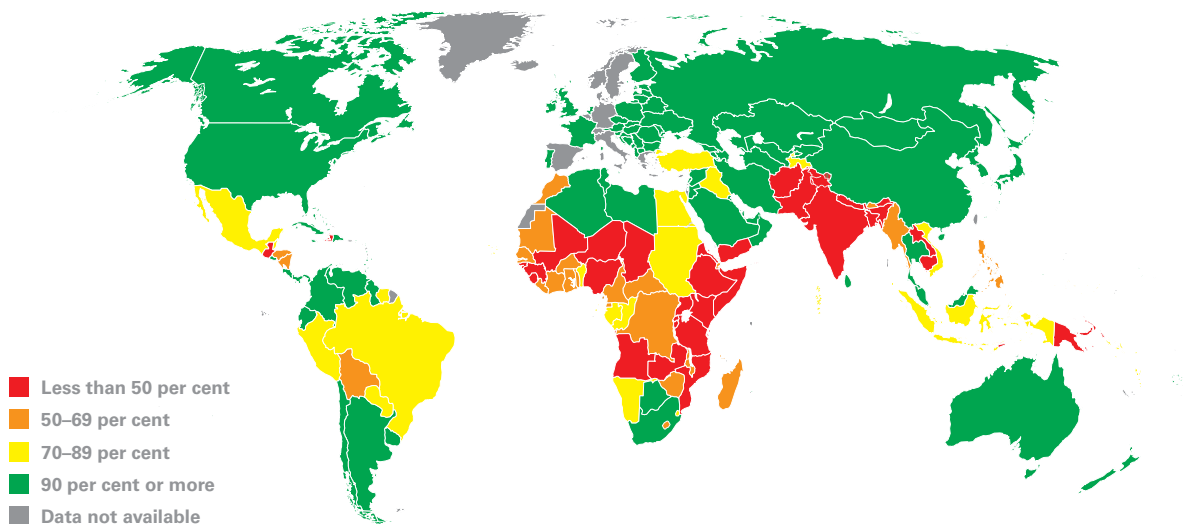 Less than 50 per cent
50–69 per cent
70–89 per cent
90 per cent or more
Data not available